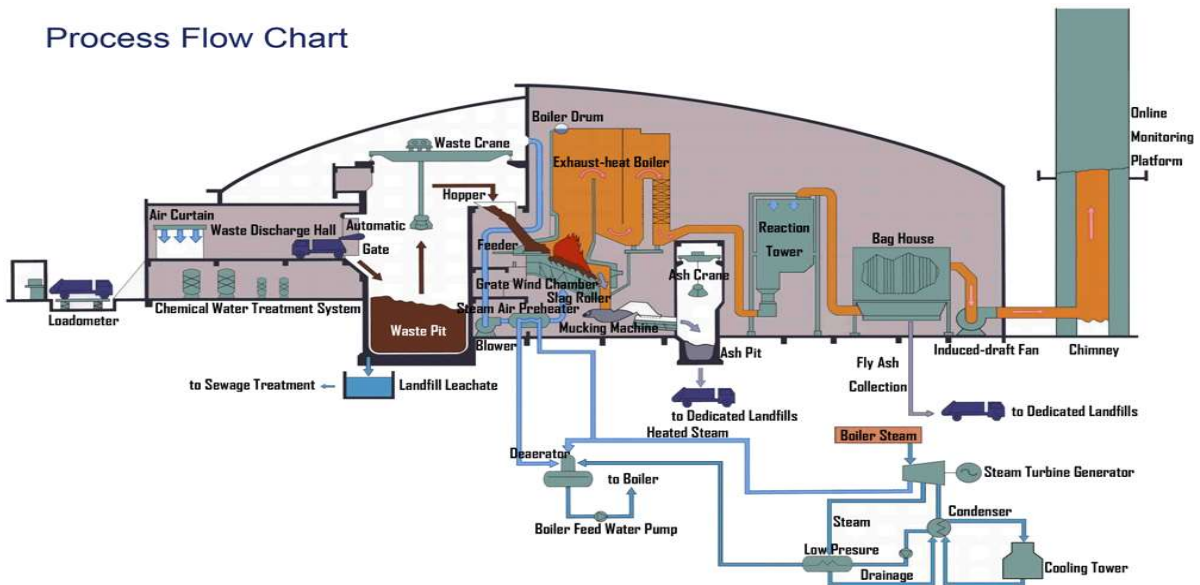 Process Flow Chart
Online
Monitoring
Platform
Boiler Drum
Waste Crane
Exhaust-heat Boiler
Hopper
Air Curtain
Waste Discharge Hall
Automatic
Gate
Reaction
Tower
Bag House
Feeder
Ash Crane
Grate Wind Chamber
Slag Roller
Chemical Water Treatment System
Steam Air Preheater
Loadometer
Waste Pit
Mucking Machine
Blower
Ash Pit
Induced-draft Fan
Chimney
Fly Ash
Collection
to Sewage Treatment
Landfill Leachate
to Dedicated Landfills
to Dedicated Landfills
Heated Steam
Boiler Steam
Deaerator
to Boiler
Steam Turbine Generator
Boiler Feed Water Pump
Steam
Condenser
Low Presure
Drainage
Cooling Tower